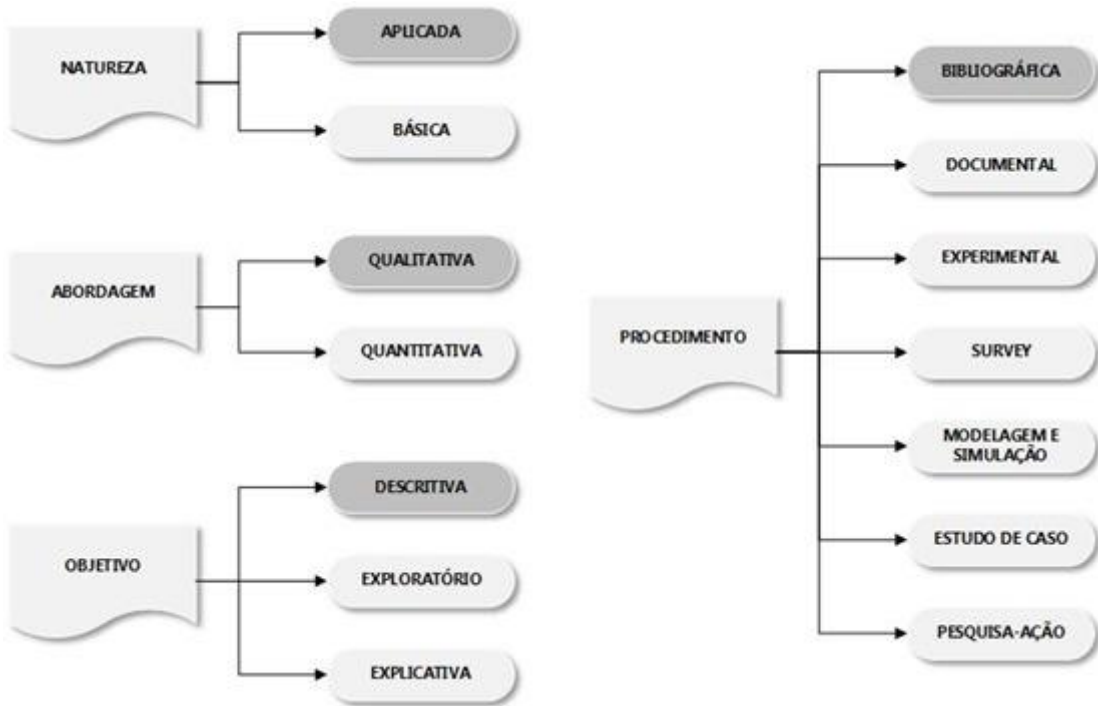 NATUREZA
APLICADA
BÁSICA
ABORDAGEM
QUALITATIVA
QUANTITATIVA
OBJETIVO
DESCRITIVA
EXPLORATÓRIO
EXPLICATIVA
PROCEDIMENTO
BIBLIOGRÁFICA
DOCUMENTAL
EXPERIMENTAL
SURVEY
MODELAGEM E
SIMULAÇÃO
ESTUDO DE CASO
PESQUISA-AÇÃO